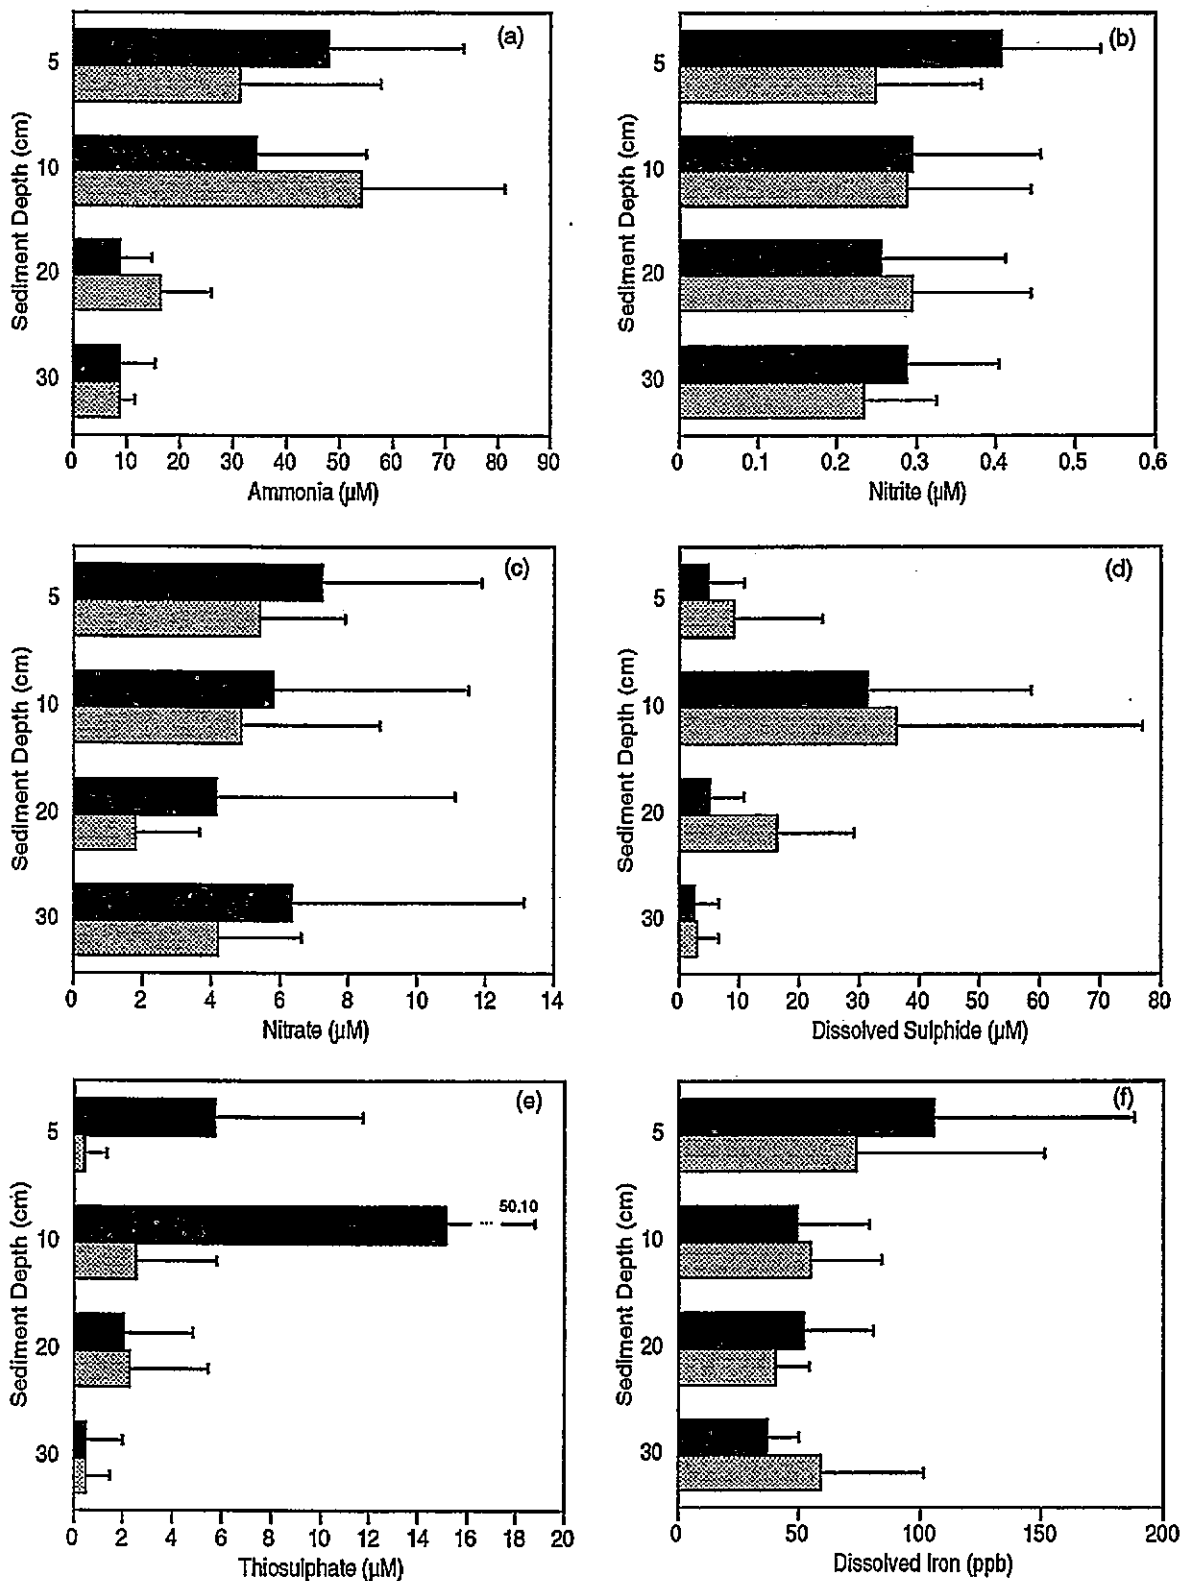 (a)
Sediment Depth (cm)
5
10
20
30
0 10 20 30 40 50 60 70 80 90
Ammonia (µM)
(b)
Sediment Depth (cm)
5
10
20
30
0 0.1 0.2 0.3 0.4 0.5 0.6
Nitrite (µM)
(c)
Sediment Depth (cm)
5
10
20
30
0 2 4 6 8 10 12 14
Nitrate (µM)
(d)
Sediment Depth (cm)
5
10
20
30
0 10 20 30 40 50 60 70 80
Dissolved Sulphide (µM)
(e)
Sediment Depth (cm)
5
50.10
10
20
30
0 2 4 6 8 10 12 14 16 18 20
Thiosulphate (µM)
(f)
Sediment Depth (cm)
5
10
20
30
0 50 100 150 200
Dissolved Iron (ppb)